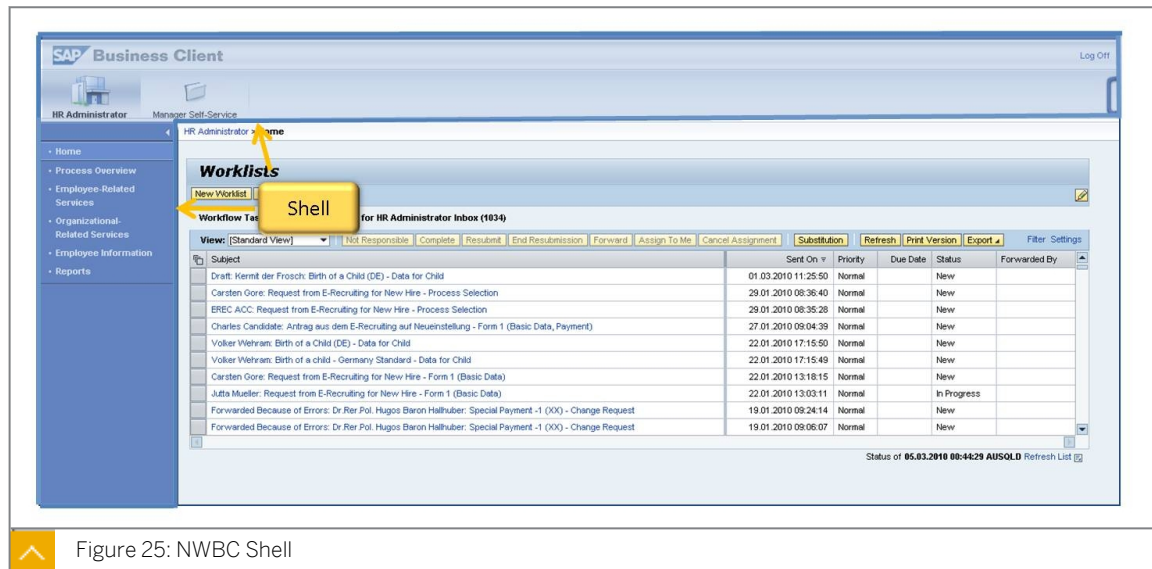 SAP Business Client
Log Off
HR Administrator
Manager Self-Service
HR Administrator > Home
• Home
• Process Overview
• Employee-Related
Services
• Organizational-
Related Services
• Employee Information
• Reports
Worklists
New Worklist
Shell
Workflow Tas
for HR Administrator Inbox (1034)
View: [Standard View] Not Responsible Complete Resubmit End Resubmission Forward Assign To Me Cancel Assignment Substitution Refresh Print Version Export Filter Settings
Subject Sent On Priority Due Date Status Forwarded By
Draft: Kermit der Frosch: Birth of a Child (DE) - Data for Child 01.03.2010 11:25:50 Normal New
Carsten Gore: Request from E-Recruiting for New Hire - Process Selection 29.01.2010 08:36:40 Normal New
EREC ACC: Request from E-Recruiting for New Hire - Process Selection 29.01.2010 08:35:28 Normal New
Charles Candidate: Antrag aus dem E-Recruiting auf Neueinstellung - Form 1 (Basic Data, Payment) 27.01.2010 09:04:39 Normal New
Volker Wehram: Birth of a Child (DE) - Data for Child 22.01.2010 17:15:50 Normal New
Volker Wehram: Birth of a child - Germany Standard - Data for Child 22.01.2010 17:15:49 Normal New
Carsten Gore: Request from E-Recruiting for New Hire - Form 1 (Basic Data) 22.01.2010 13:18:15 Normal New
Jutta Mueller: Request from E-Recruiting for New Hire - Form 1 (Basic Data) 22.01.2010 13:03:11 Normal In Progress
Forwarded Because of Errors: Dr.Rer.Pol. Hugos Baron Hallhuber: Special Payment -1 (XX) - Change Request 19.01.2010 09:24:14 Normal New
Forwarded Because of Errors: Dr.Rer.Pol. Hugos Baron Hallhuber: Special Payment -1 (XX) - Change Request 19.01.2010 09:06:07 Normal New
Status of 05.03.2010 00:44:29 AUSQLD Refresh List
Figure 25: NWBC Shell